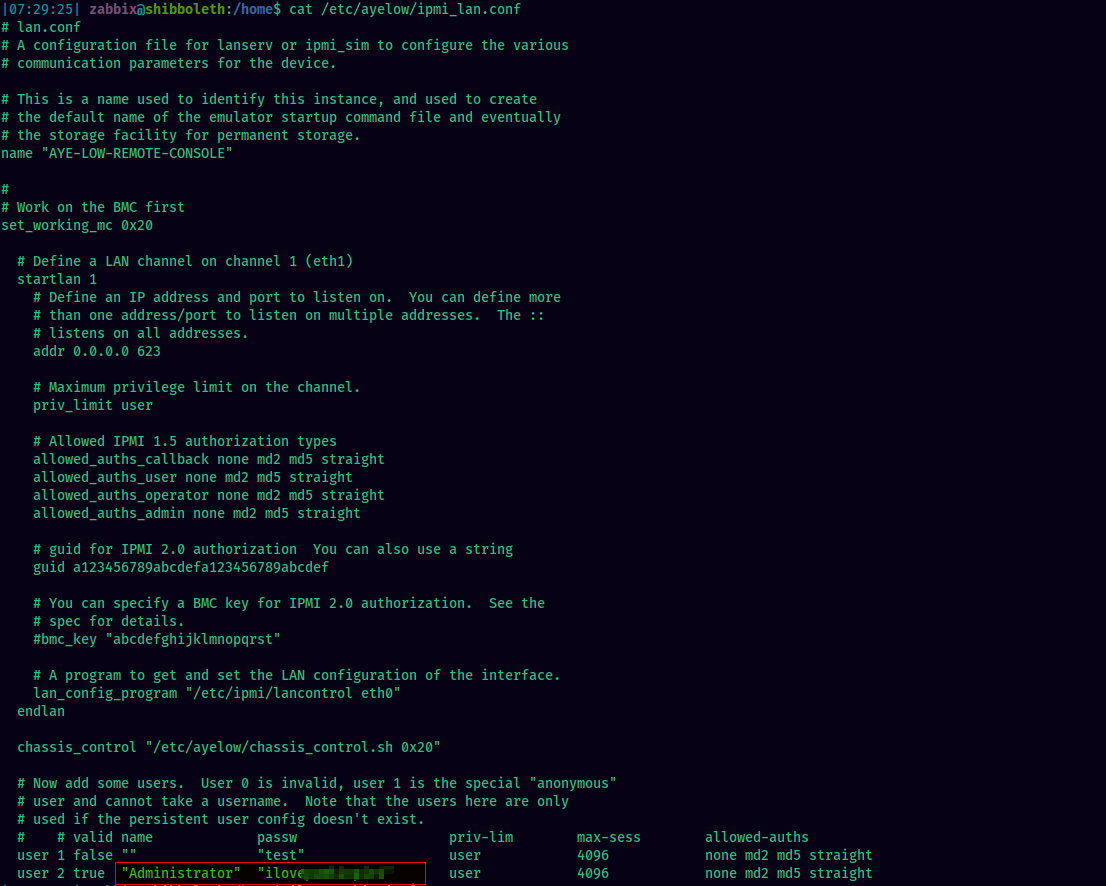 |07:29:25| zabbix@shibboleth:/home$ cat /etc/ayelow/ipmi_lan.conf
# lan.conf
# A configuration file for lanserv or ipmi_sim to configure the various
# communication parameters for the device.
# This is a name used to identify this instance, and used to create
# the default name of the emulator startup command file and eventually
# the storage facility for permanent storage.
name "AYE-LOW-REMOTE-CONSOLE"
#
# Work on the BMC first
set_working_mc 0x20
# Define a LAN channel on channel 1 (eth1)
startlan 1
# Define an IP address and port to listen on.  You can define more
# than one address/port to listen on multiple addresses.  The ::
# listens on all addresses.
addr 0.0.0.0 623
# Maximum privilege limit on the channel.
priv_limit user
# Allowed IPMI 1.5 authorization types
allowed_auths_callback none md2 md5 straight
allowed_auths_user none md2 md5 straight
allowed_auths_operator none md2 md5 straight
allowed_auths_admin none md2 md5 straight
# guid for IPMI 2.0 authorization  You can also use a string
guid a123456789abcdefa123456789abcdef
# You can specify a BMC key for IPMI 2.0 authorization.  See the
# spec for details.
#bmc_key "abcdefghijklmnopqrst"
# A program to get and set the LAN configuration of the interface.
lan_config_program "/etc/ipmi/lancontrol eth0"
endlan
chassis_control "/etc/ayelow/chassis_control.sh 0x20"
# Now add some users.  User 0 is invalid, user 1 is the special "anonymous"
# user and cannot take a username.  Note that the users here are only
# used if the persistent user config doesn't exist.
#    # valid name             passw                   priv-lim        max-sess        allowed-auths
user 1 false ""               "test"                  user            4096            none md2 md5 straight
user 2 true  "Administrator"  user            4096            none md2 md5 straight